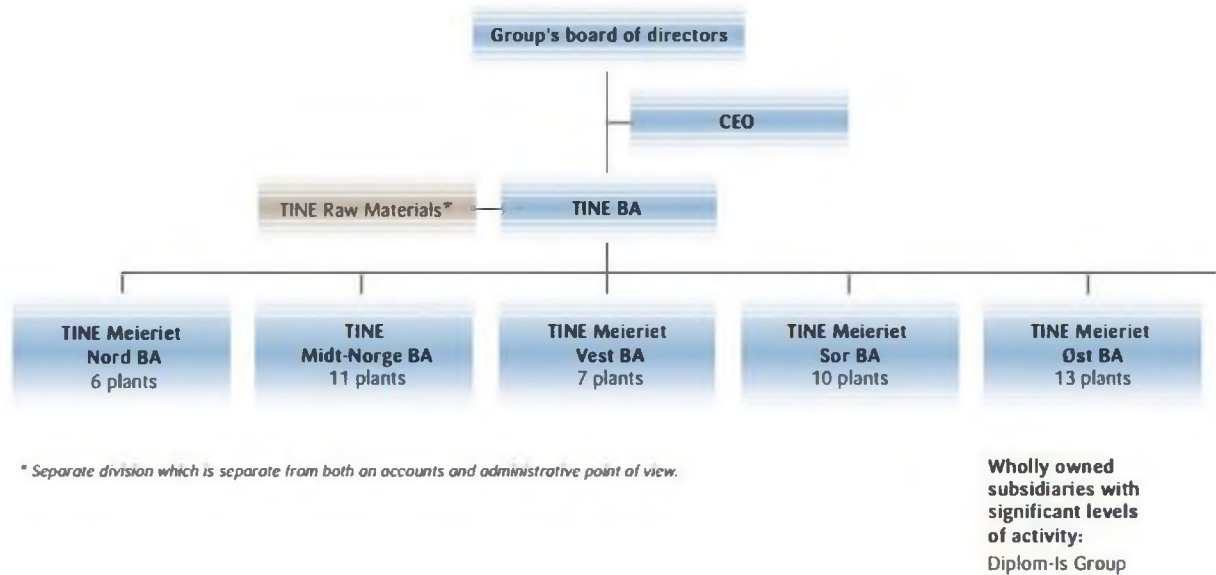 Group's board of directors
CEO
TINE Raw Materials*
TINE BA
TINE Meieriet
Nord BA
6 plants
TINE
Midt-Norge BA
11 plants
TINE Meieriet
Vest BA
7 plants
TINE Meieriet
Sor BA
10 plants
TINE Meieriet
Øst BA
13 plants
* Separate division which is separate from both an accounts and administrative point of view.
Wholly owned
subsidiaries with
significant levels
of activity:
Diplom-Is Group